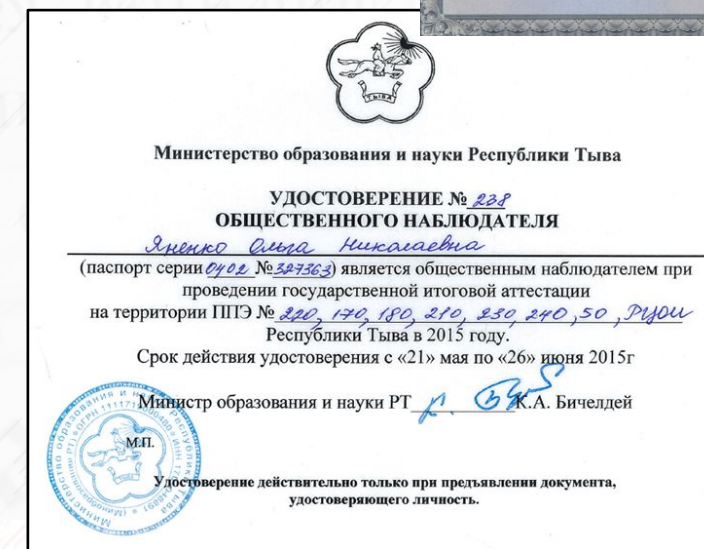 ТЫВА
Министерство образования и науки Республики Тыва
УДОСТОВЕРЕНИЕ № 238
ОБЩЕСТВЕННОГО НАБЛЮДАТЕЛЯ
Яненко Ольга Николаевна
(паспорт серии 0402 № 327363) является общественным наблюдателем при
проведении государственной итоговой аттестации
на территории ППЭ № 220, 170, 180, 210, 230, 240, 50, РЦОИ
Республики Тыва в 2015 году.
Срок действия удостоверения с «21» мая по «26» июня 2015г
Министр образования и науки РТ К.А. Бичелдей
М.П.
Удостоверение действительно только при предъявлении документа,
удостоверяющего личность.